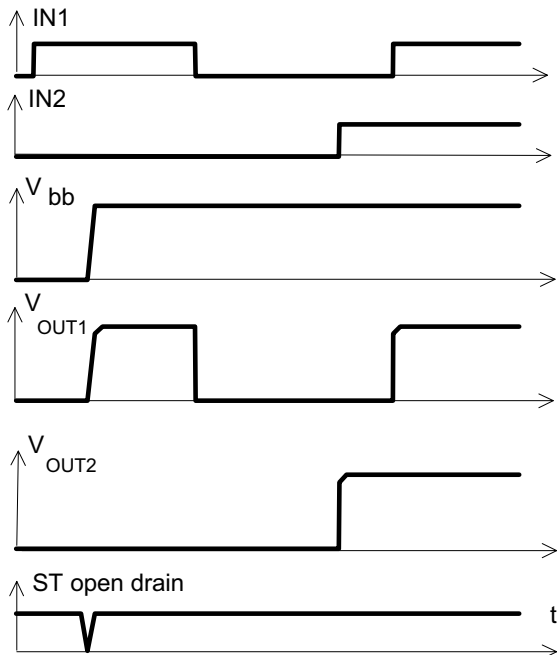 IN1
IN2
V bb
V OUT1
V OUT2
ST open drain
t